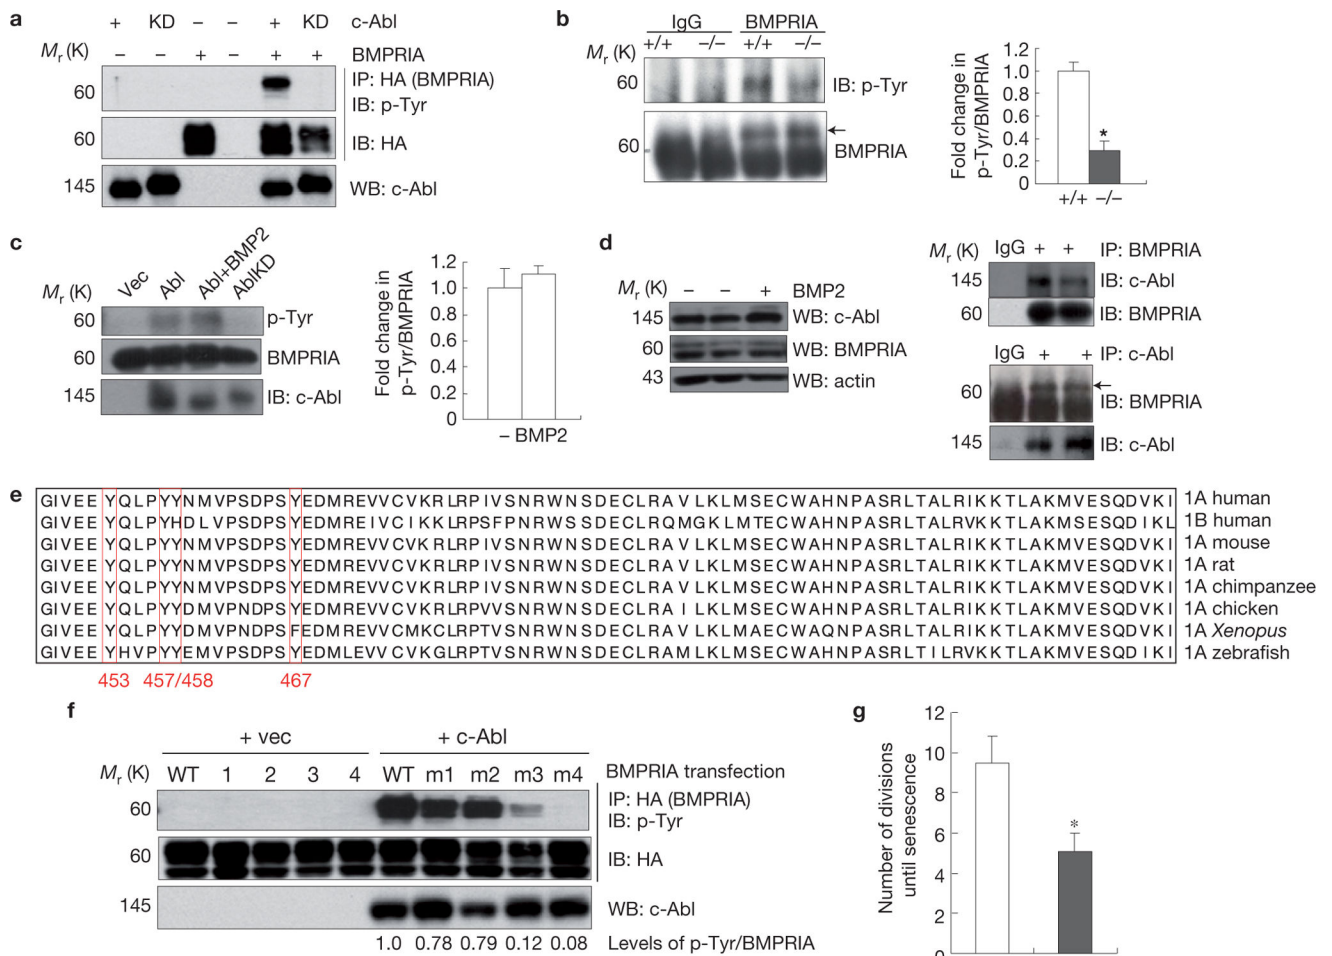 a
+ KD – – + KD c-Abl
– – + – + + BMPRIA
Mr (K)
60
IP: HA (BMPRIA)
IB: p-Tyr
60
IB: HA
145
WB: c-Abl
b
IgG BMPRIA
+/+ –/– +/+ –/–
Mr (K)
60
IB: p-Tyr
60
BMPRIA
Fold change in
p-Tyr/BMPRIA
1.2
1.0
0.8
0.6
0.4
0.2
0
*
+/+ –/–
c
Vec Abl Abl+BMP2 AblKD
Mr (K)
60
p-Tyr
60
BMPRIA
145
IB: c-Abl
Fold change in
p-Tyr/BMPRIA
1.2
1.0
0.8
0.6
0.4
0.2
0
– BMP2
d
Mr (K) – – + BMP2
145 WB: c-Abl
60 WB: BMPRIA
43 WB: actin
Mr (K) IgG + + IP: BMPRIA
145 IB: c-Abl
60 IB: BMPRIA
IgG + + IP: c-Abl
60
IB: BMPRIA
145 IB: c-Abl
e
GIVEEYQLPYYNMVPSDPSYEDMREVVCVKRLRPIVSNRWNSDECLRAVLKLMSECWAHNPASRLTALRIKKTLAKMVESQDVKI 1A human
GIVEEYQLPYHDLVPSDPSYEDMREIVCIKKLRPSFPNRWSSDECLRQMGKLMTECWAHNPASRLTALRVKKTLAKMSESQDIKL 1B human
GIVEEYQLPYYNMVPSDPSYEDMREVVCVKRLRPIVSNRWNSDECLRAVLKLMSECWAHNPASRLTALRIKKTLAKMVESQDVKI 1A mouse
GIVEEYQLPYYNMVPSDPSYEDMREVVCVKRLRPIVSNRWNSDECLRAVLKLMSECWAHNPASRLTALRIKKTLAKMVESQDVKI 1A rat
GIVEEYQLPYYNMVPSDPSYEDMREVVCVKRLRPIVSNRWNSDECLRAVLKLMSECWAHNPASRLTALRIKKTLAKMVESQDVKI 1A chimpanzee
GIVEEYQLPYYDMVPNDPSYEDMREVVCVKRLRPVVSNRWNSDECLRAILKLMSECWAHNPASRLTALRIKKTLAKMVESQDVKI 1A chicken
GIVEEYQLPYYDMVPNDPSFEDMREVVCMKCLRPTVSNRWNSDECLRAVLKLMAECWAQNPASRLTALRIKKTLAKMVESQDVKI 1A Xenopus
GIVEEYHVPYYEMVPSDPSYEDMLEVVCVKGLRPTVSNRWNSDECLRAMLKLMSECWAHNPASRLTILRVKKTLAKMVESQDIKI 1A zebrafish
453 457/458 467
f
+ vec + c-Abl
Mr (K) WT 1 2 3 4 WT m1 m2 m3 m4 BMPRIA transfection
60
IP: HA (BMPRIA)
IB: p-Tyr
60 IB: HA
145 WB: c-Abl
1.0 0.78 0.79 0.12 0.08 Levels of p-Tyr/BMPRIA
g
Number of divisions
until senescence
12
10
8
6
4
2
0
*